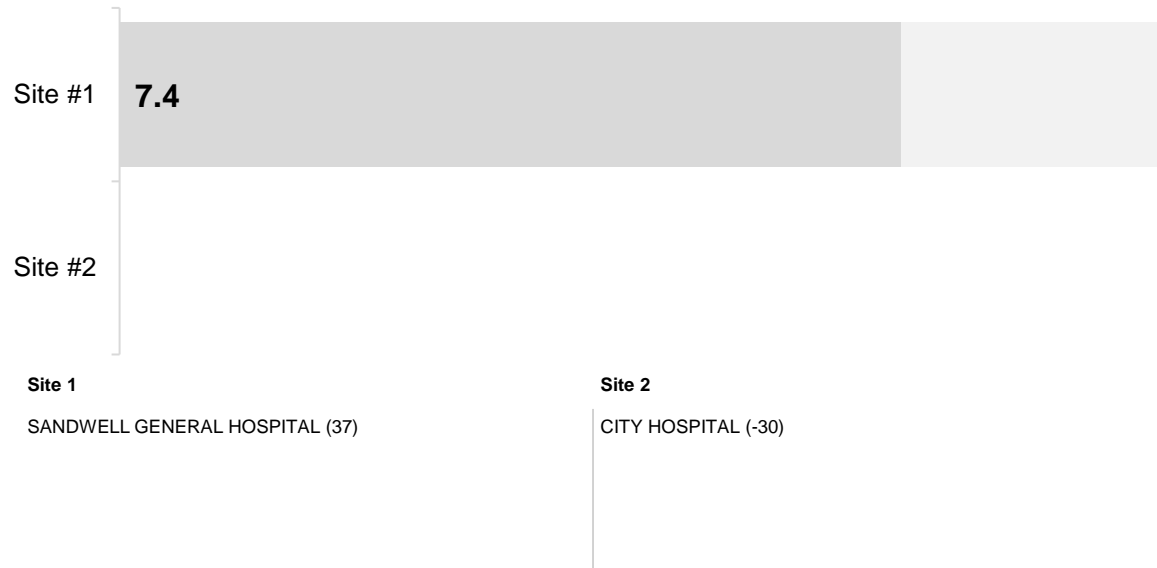 Site #1
7.4
Site #2
Site 1
Site 2
SANDWELL GENERAL HOSPITAL (37)
CITY HOSPITAL (-30)